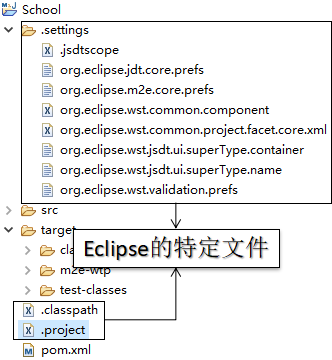 School
.settings
.jsdtscope
org.eclipse.jdt.core.prefs
org.eclipse.m2e.core.prefs
org.eclipse.wst.common.component
org.eclipse.wst.common.project.facet.core.xml
org.eclipse.wst.jsdt.ui.superType.container
org.eclipse.wst.jsdt.ui.superType.name
org.eclipse.wst.validation.prefs
src
target
Eclipse的特定文件
m2e-wtp
test-classes
.classpath
.project
pom.xml